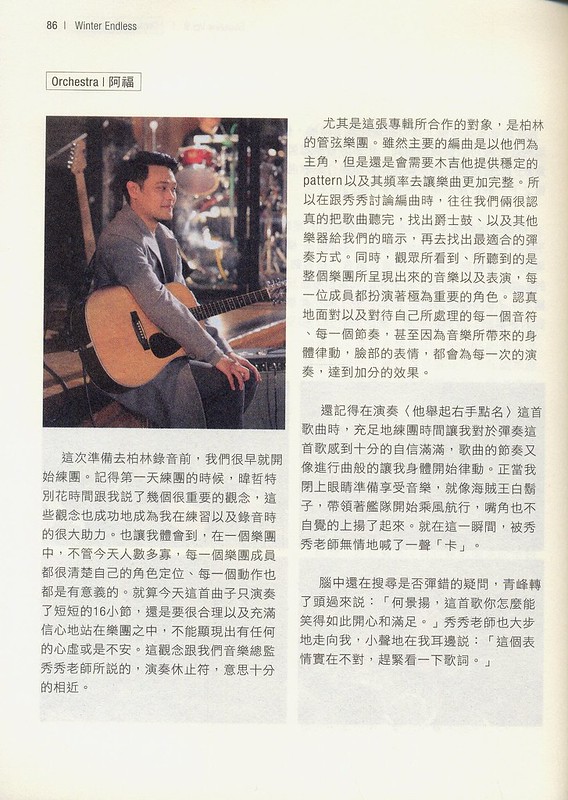 86 | Winter Endless
Orchestra | 阿福
這次準備去柏林錄音前，我們很早就開
始練團。記得第一天練團的時候，暐哲特
別花時間跟我說了幾個很重要的觀念，這
些觀念也成功地成為我在練習以及錄音時
的很大助力。也讓我體會到，在一個樂團
中，不管今天人數多寡，每一個樂團成員
都很清楚自己的角色定位、每一個動作也
都是有意義的。就算今天這首曲子只演奏
了短短的16小節，還是要很合理以及充滿
信心地站在樂團之中，不能顯現出有任何
的心虛或是不安。這觀念跟我們音樂總監
秀秀老師所說的，演奏休止符，意思十分
的相近。
尤其是這張專輯所合作的對象，是柏林
的管弦樂團。雖然主要的編曲是以他們為
主角，但是還是會需要木吉他提供穩定的
pattern以及其頻率去讓樂曲更加完整。所
以在跟秀秀討論編曲時，往往我們倆很認
真的把歌曲聽完，找出爵士鼓、以及其他
樂器給我們的暗示，再去找出最適合的彈
奏方式。同時，觀眾所看到、所聽到的是
整個樂團所呈現出來的音樂以及表演，每
一位成員都扮演著極為重要的角色。認真
地面對以及對待自己所處理的每一個音符
、每一個節奏，甚至因為音樂所帶來的身
體律動，臉部的表情，都會為每一次的演
奏，達到加分的效果。
還記得在演奏〈他舉起右手點名〉這首
歌曲時，充足地練團時間讓我對於彈奏這
首歌感到十分的自信滿滿，歌曲的節奏又
像進行曲般的讓我身體開始律動。正當我
閉上眼睛準備享受音樂，就像海賊王白鬍
子，帶領著艦隊開始乘風航行，嘴角也不
自覺的上揚了起來。就在這一瞬間，被秀
秀老師無情地喊了一聲「卡」。
腦中還在搜尋是否彈錯的疑問，青峰轉
了頭過來說：「何景揚，這首歌你怎麼能
笑得如此開心和滿足。」秀秀老師也大步
地走向我，小聲地在我耳邊說：「這個表
情實在不對，趕緊看一下歌詞。」